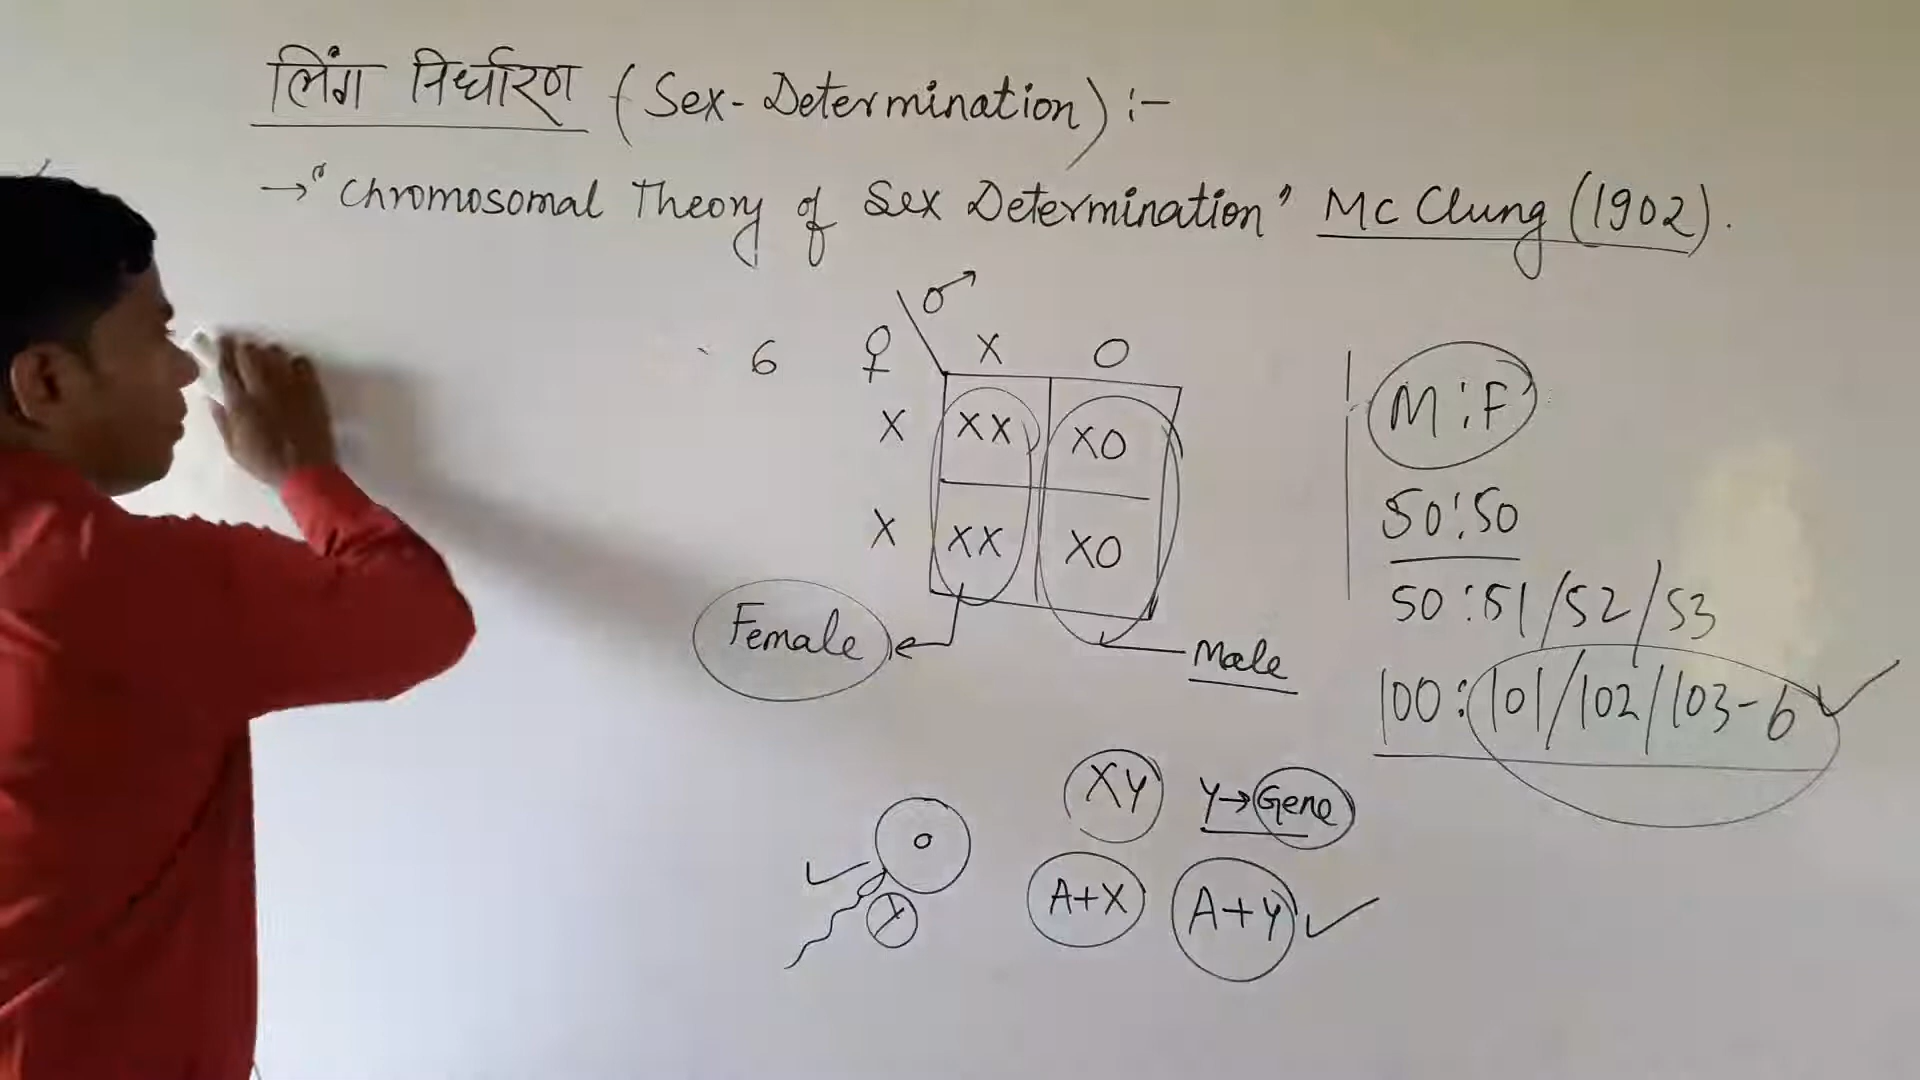 लिंग निर्धारण (Sex-Determination) :-
→ "Chromosomal Theory of Sex Determination" Mc Clung (1902).
6 ♀ ♂ X O
X XX XO
X XX XO
Female Male
M:F
50:50
50:51/52/53
100:101/102/103-6 ✓
XY Y→Gene
✓ Y A+X A+Y ✓